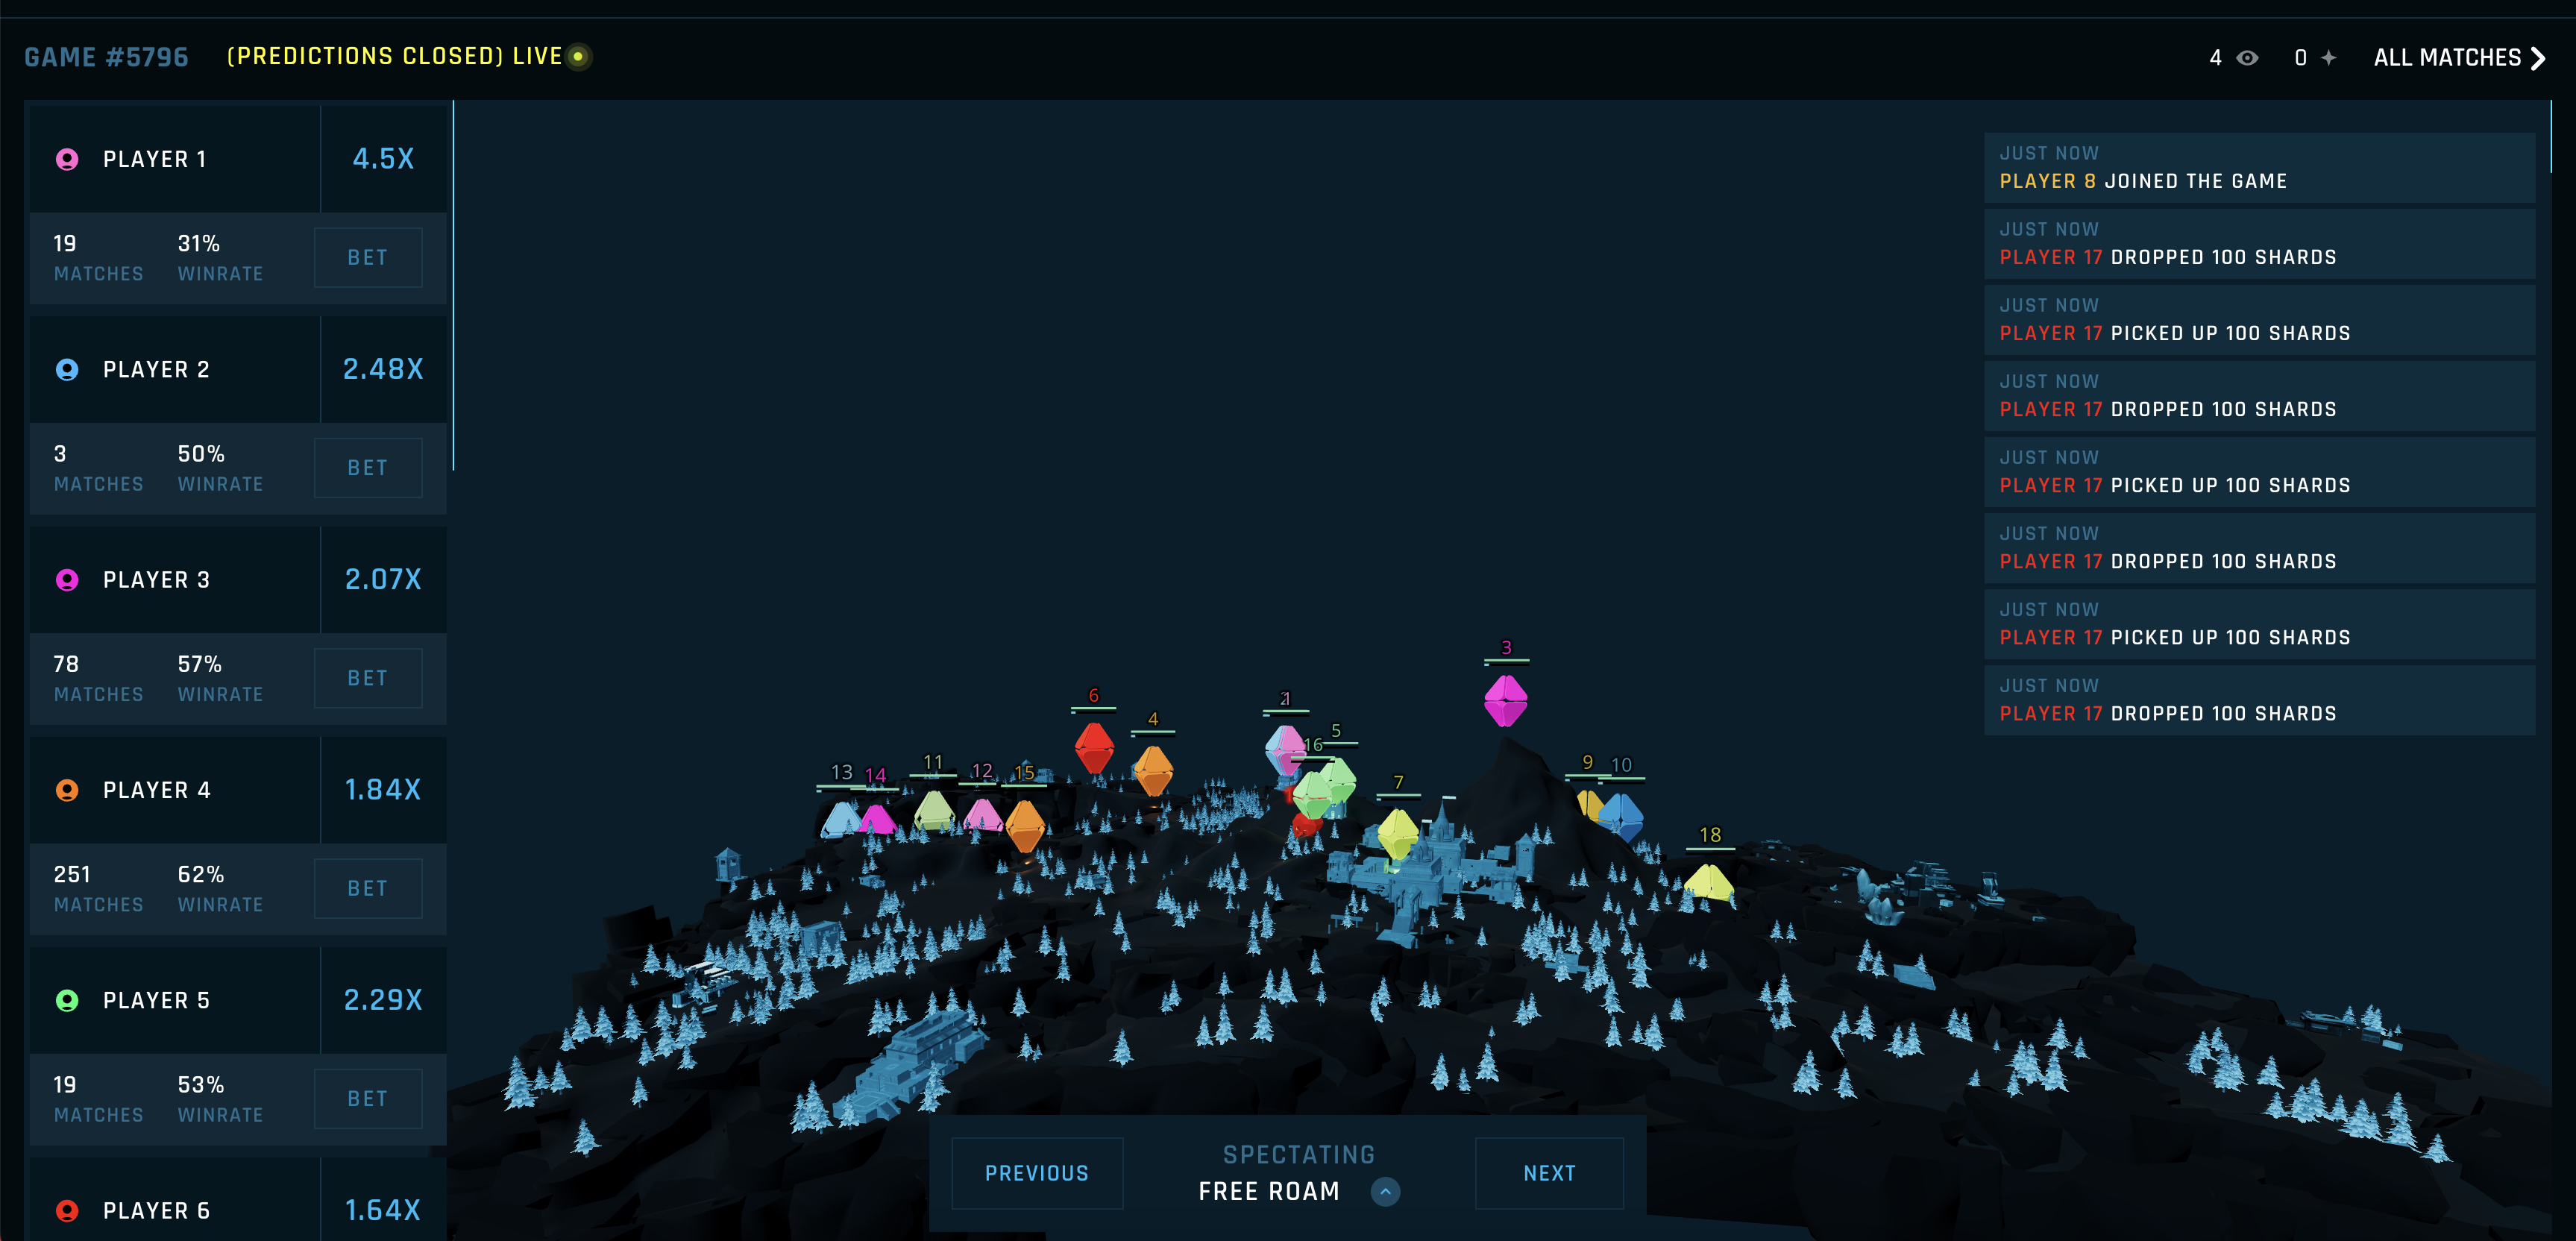 GAME #5796
(PREDICTIONS CLOSED) LIVE
4
0
ALL MATCHES
PLAYER 1
4.5X
19
31%
MATCHES
WINRATE
BET
PLAYER 2
2.48X
3
50%
MATCHES
WINRATE
BET
PLAYER 3
2.07X
78
57%
MATCHES
WINRATE
BET
PLAYER 4
1.84X
251
62%
MATCHES
WINRATE
BET
PLAYER 5
2.29X
19
53%
MATCHES
WINRATE
BET
PLAYER 6
1.64X
3
6
4
5
16
7
9
10
13
14
11
12
15
18
JUST NOW
PLAYER 8 JOINED THE GAME
JUST NOW
PLAYER 17 DROPPED 100 SHARDS
JUST NOW
PLAYER 17 PICKED UP 100 SHARDS
JUST NOW
PLAYER 17 DROPPED 100 SHARDS
JUST NOW
PLAYER 17 PICKED UP 100 SHARDS
JUST NOW
PLAYER 17 DROPPED 100 SHARDS
JUST NOW
PLAYER 17 PICKED UP 100 SHARDS
JUST NOW
PLAYER 17 DROPPED 100 SHARDS
PREVIOUS
SPECTATING
FREE ROAM
NEXT